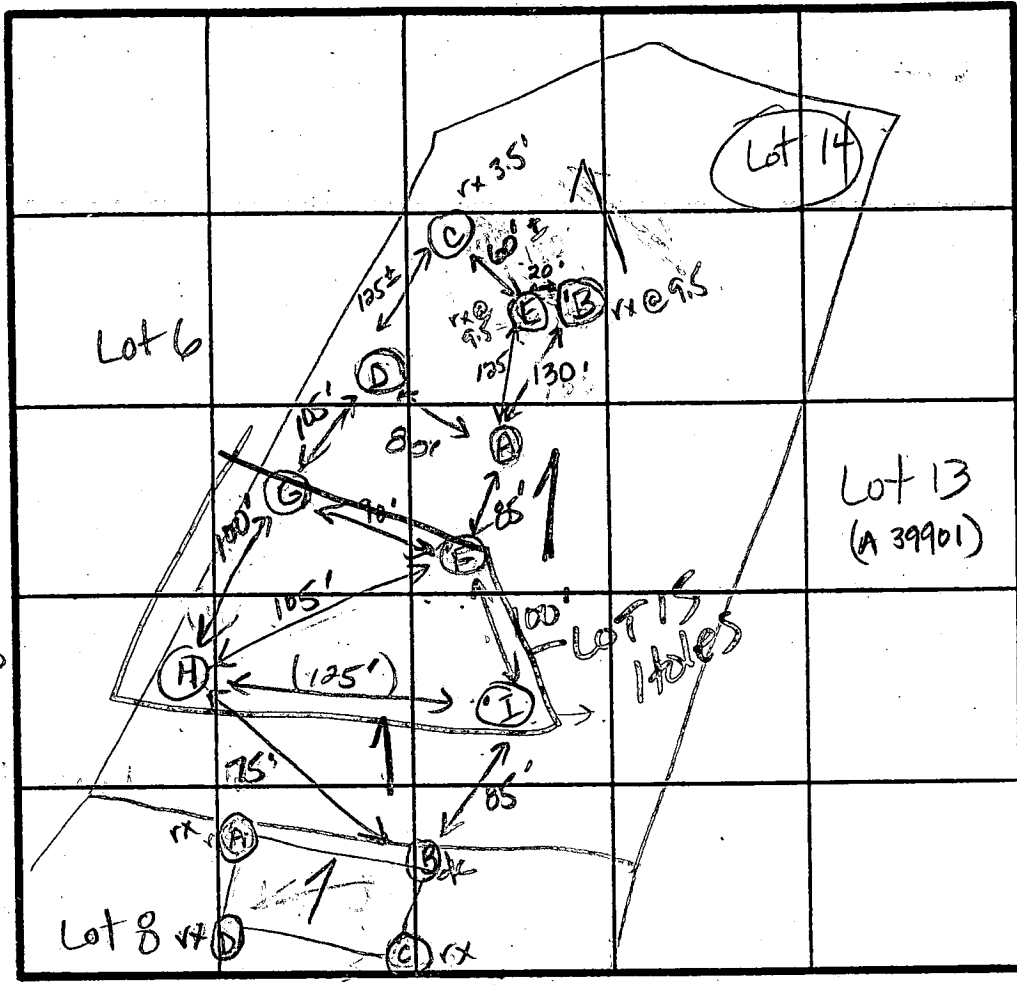 Lot 14
rx 3.5'
C
60' ±
20'
125±
E
B
rx @ 9.5
rx @ 9.5
Lot 6
D
125
130'
105'
80'
A
Lot 13
(A 39901)
G
85'
90'
F
100'
105'
100'
LOT 15
Holes
H
(125')
I
175'
85'
rx
A
B
ok
Lot 8
rx
D
C
rx